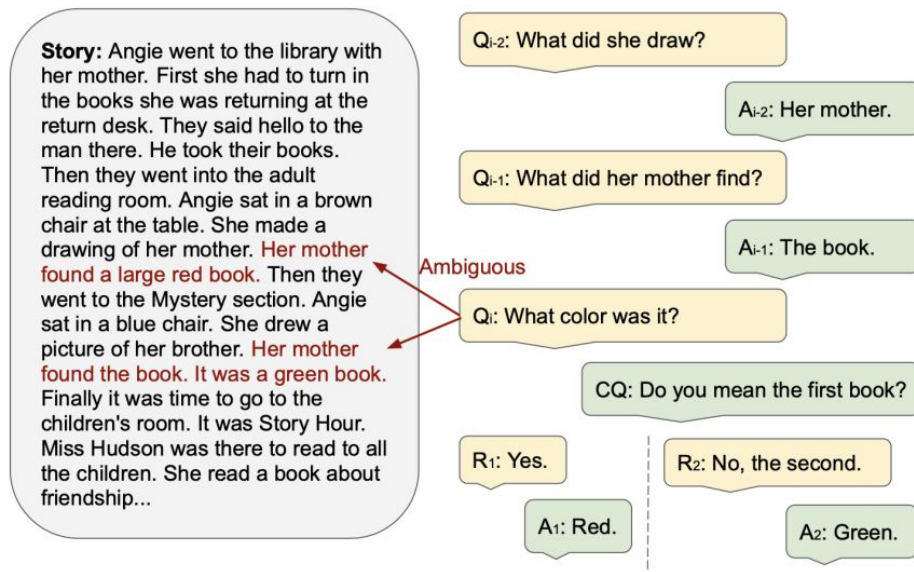 Story: Angie went to the library with
her mother. First she had to turn in
the books she was returning at the
return desk. They said hello to the
man there. He took their books.
Then they went into the adult
reading room. Angie sat in a brown
chair at the table. She made a
drawing of her mother. Her mother
found a large red book. Then they
went to the Mystery section. Angie
sat in a blue chair. She drew a
picture of her brother. Her mother
found the book. It was a green book.
Finally it was time to go to the
children's room. It was Story Hour.
Miss Hudson was there to read to all
the children. She read a book about
friendship...
Ambiguous
Qi-2: What did she draw?
Ai-2: Her mother.
Qi-1: What did her mother find?
Ai-1: The book.
Qi: What color was it?
CQ: Do you mean the first book?
R1: Yes.
A1: Red.
R2: No, the second.
A2: Green.